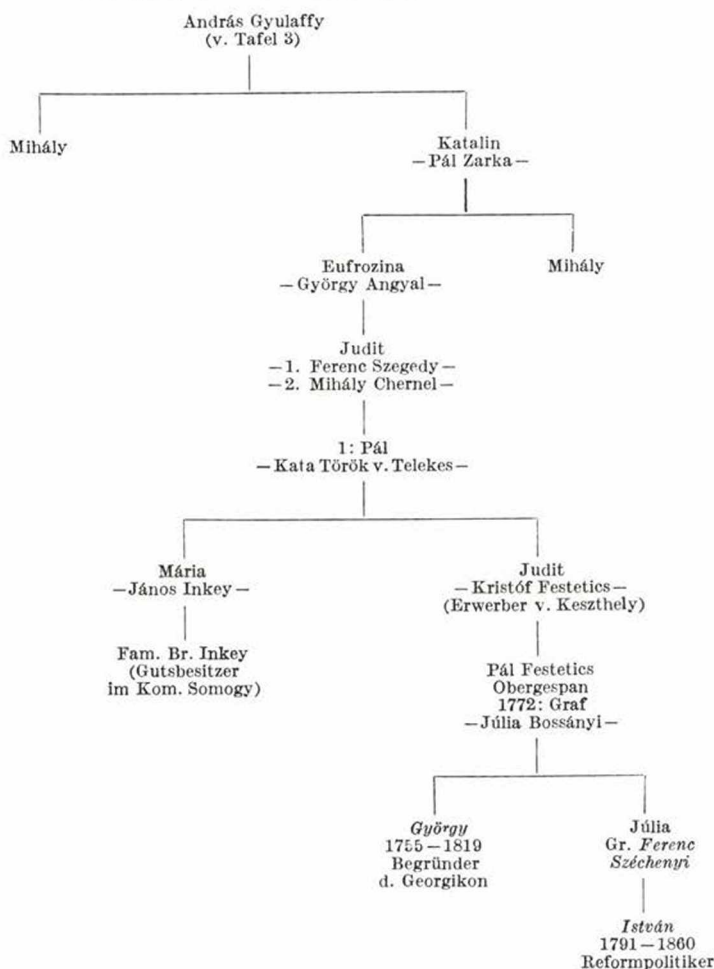 András Gyulaffy
(v. Tafel 3)
Mihály
Katalin
—Pál Zarka—
Eufrozina
—György Angyal—
Mihály
Judit
—1. Ferenc Szegedy—
—2. Mihály Chernel—
1: Pál
—Kata Török v. Telekes—
Mária
—János Inkey—
Judit
—Kristóf Festetics—
(Erwerber v. Keszthely)
Fam. Br. Inkey
(Gutsbesitzer
im Kom. Somogy)
Pál Festetics
Obergespan
1772: Graf
—Júlia Bossányi—
György
1755—1819
Begründer
d. Georgikon
Júlia
Gr. Ferenc
Széchenyi
István
1791—1860
Reformpolitiker